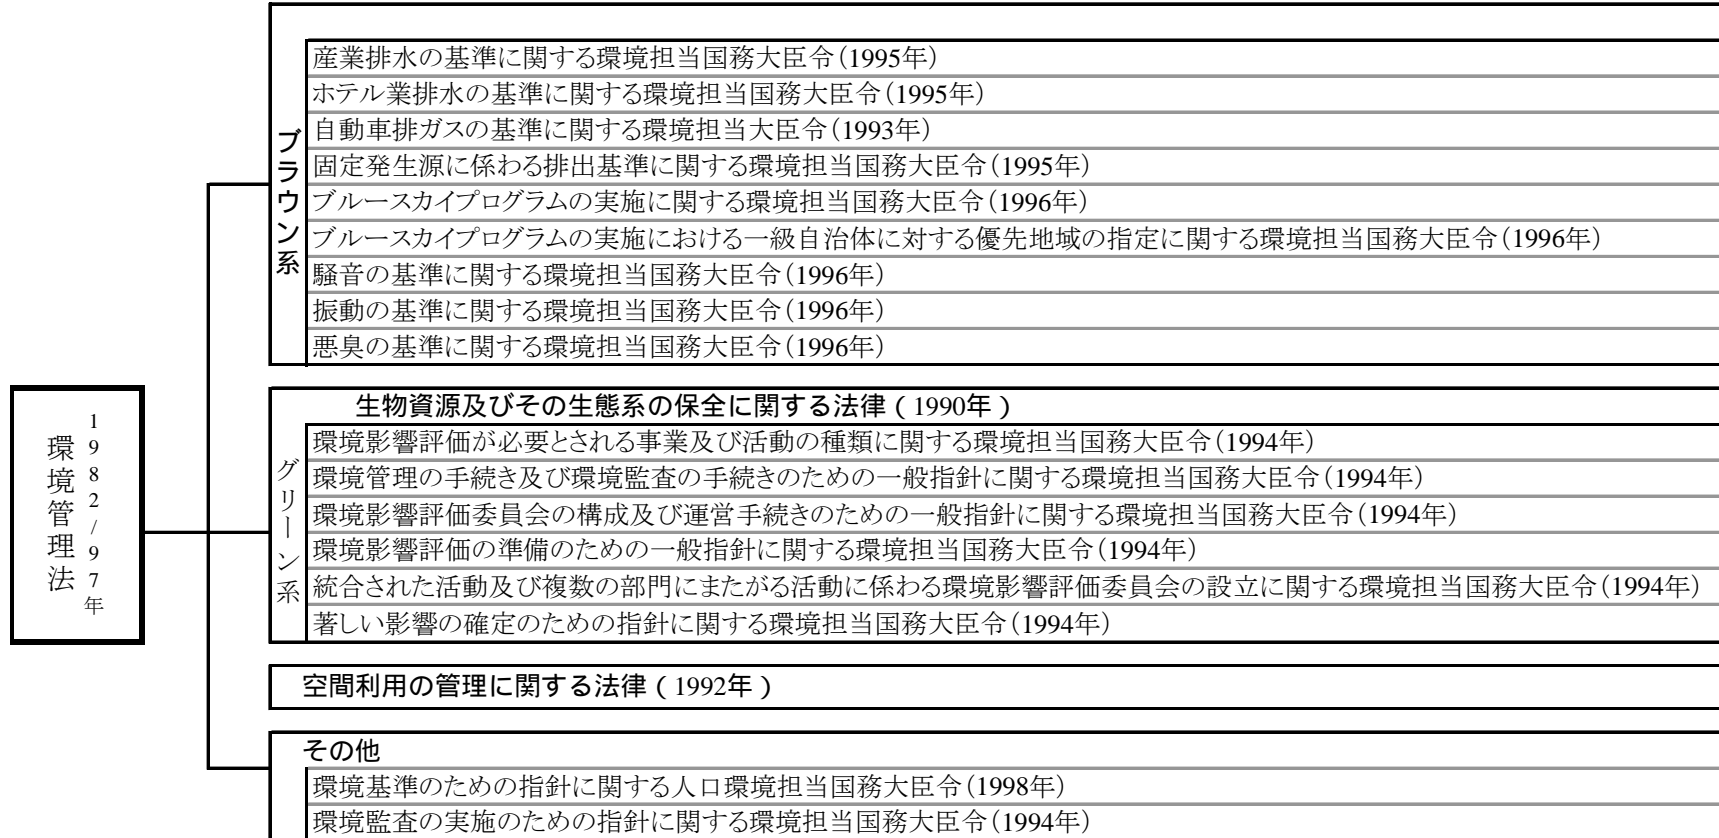 産業排水の基準に関する環境担当国務大臣令(1995年)
ホテル業排水の基準に関する環境担当国務大臣令(1995年)
自動車排ガスの基準に関する環境担当大臣令(1993年)
固定発生源に係わる排出基準に関する環境担当国務大臣令(1995年)
ブルースカイプログラムの実施に関する環境担当国務大臣令(1996年)
ブルースカイプログラムの実施における一級自治体に対する優先地域の指定に関する環境担当国務大臣令(1996年)
騒音の基準に関する環境担当国務大臣令(1996年)
振動の基準に関する環境担当国務大臣令(1996年)
悪臭の基準に関する環境担当国務大臣令(1996年)
ブラウン系
環境管理法
1982/97年
生物資源及びその生態系の保全に関する法律(1990年)
環境影響評価が必要とされる事業及び活動の種類に関する環境担当国務大臣令(1994年)
環境管理の手続き及び環境監査の手続きのための一般指針に関する環境担当国務大臣令(1994年)
環境影響評価委員会の構成及び運営手続きのための一般指針に関する環境担当国務大臣令(1994年)
環境影響評価の準備のための一般指針に関する環境担当国務大臣令(1994年)
統合された活動及び複数の部門にまたがる活動に係わる環境影響評価委員会の設立に関する環境担当国務大臣令(1994年)
著しい影響の確定のための指針に関する環境担当国務大臣令(1994年)
グリーン系
空間利用の管理に関する法律(1992年)
その他
環境基準のための指針に関する人口環境担当国務大臣令(1998年)
環境監査の実施のための指針に関する環境担当国務大臣令(1994年)